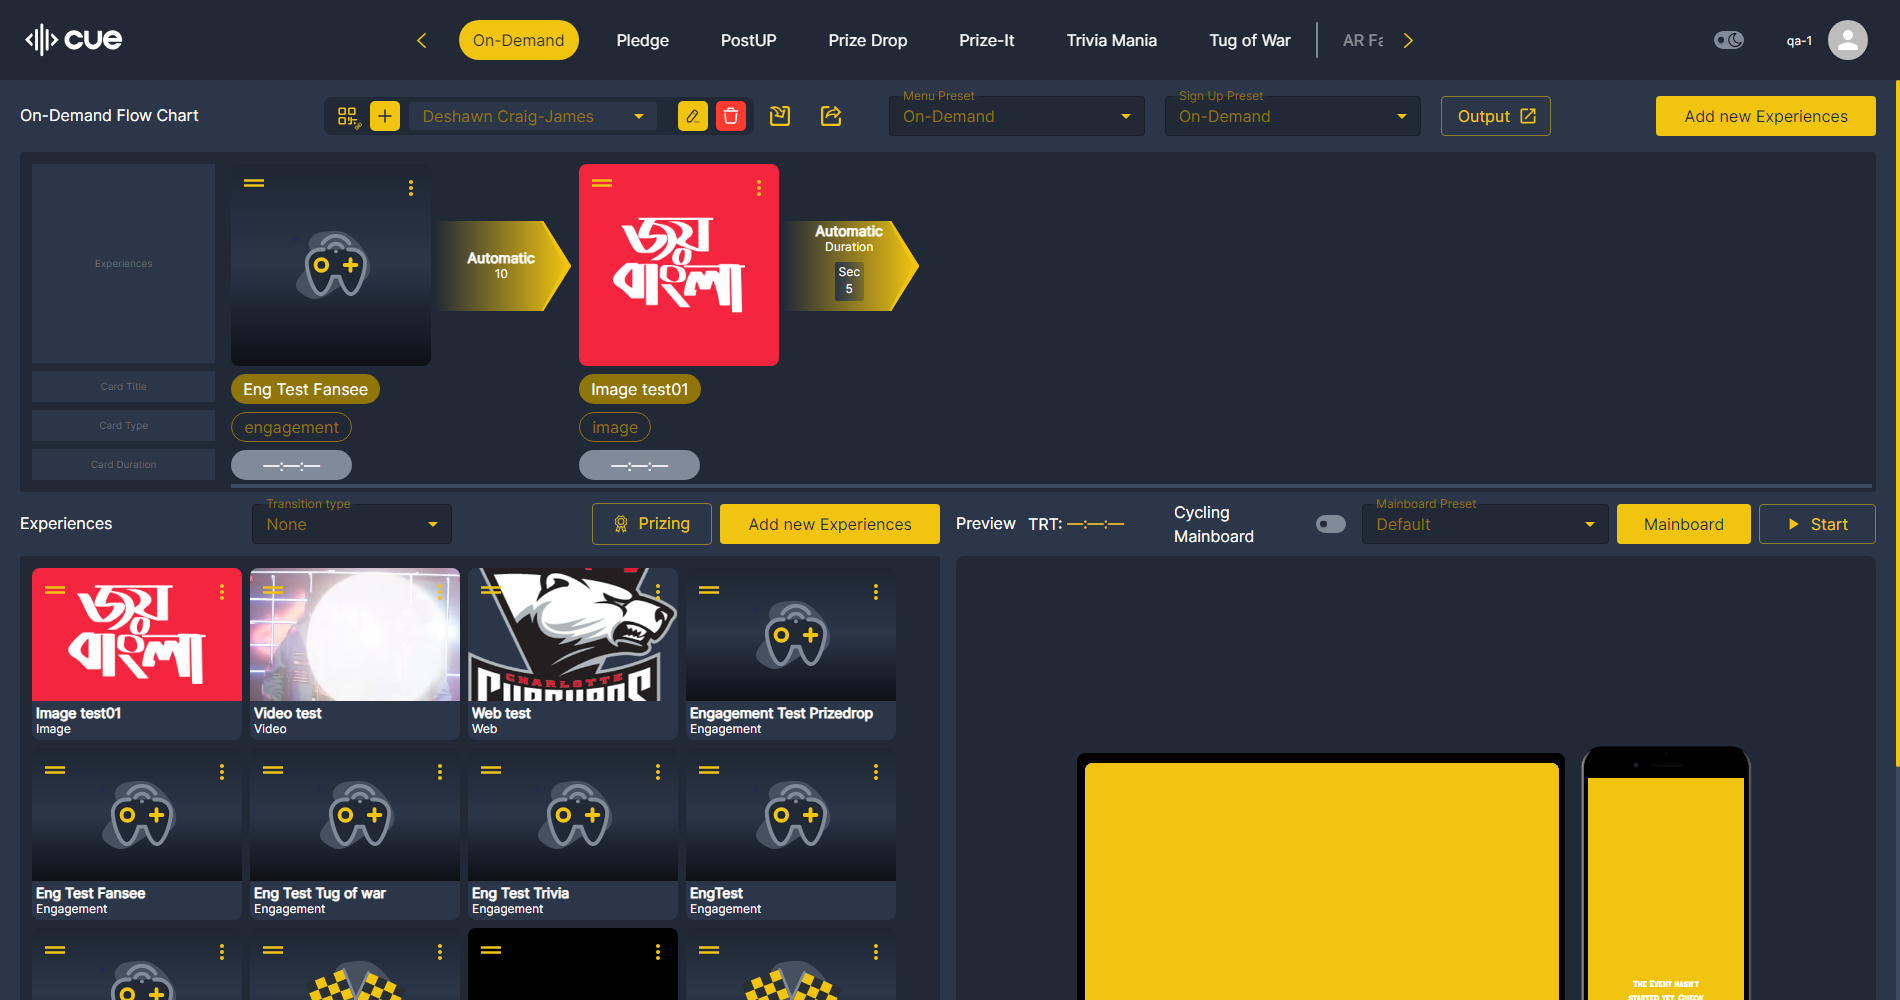 cue
On-Demand
Pledge
PostUP
Prize Drop
Prize-It
Trivia Mania
Tug of War
AR Fa
qa-1
On-Demand Flow Chart
Deshawn Craig-James
Menu Preset
On-Demand
Sign Up Preset
On-Demand
Output
Add new Experiences
Experiences
Automatic
10
জয়
বাংলা
Automatic
Duration
Sec
5
Card Title
Eng Test Fansee
Image test01
Card Type
engagement
image
Card Duration
—:—:—
—:—:—
Experiences
Transition type
None
Prizing
Add new Experiences
Preview
TRT: —:—:—
Cycling
Mainboard
Mainboard Preset
Default
Mainboard
Start
জয়
বাংলা
CHARLOTTE
Image test01
Image
Video test
Video
Web test
Web
Engagement Test Prizedrop
Engagement
Eng Test Fansee
Engagement
Eng Test Tug of war
Engagement
Eng Test Trivia
Engagement
EngTest
Engagement
The Event hasn't
started yet. Check